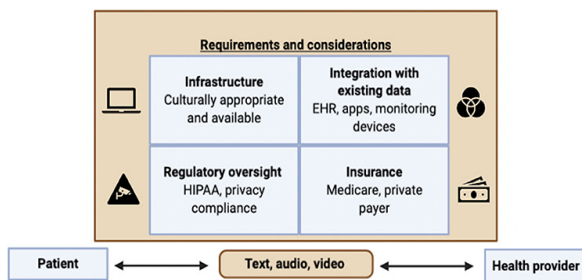 Requirements and considerations
Infrastructure
Culturally appropriate
and available
Integration with
existing data
EHR, apps, monitoring
devices
Regulatory oversight
HIPAA, privacy
compliance
Insurance
Medicare, private
payer
Patient
Text, audio, video
Health provider